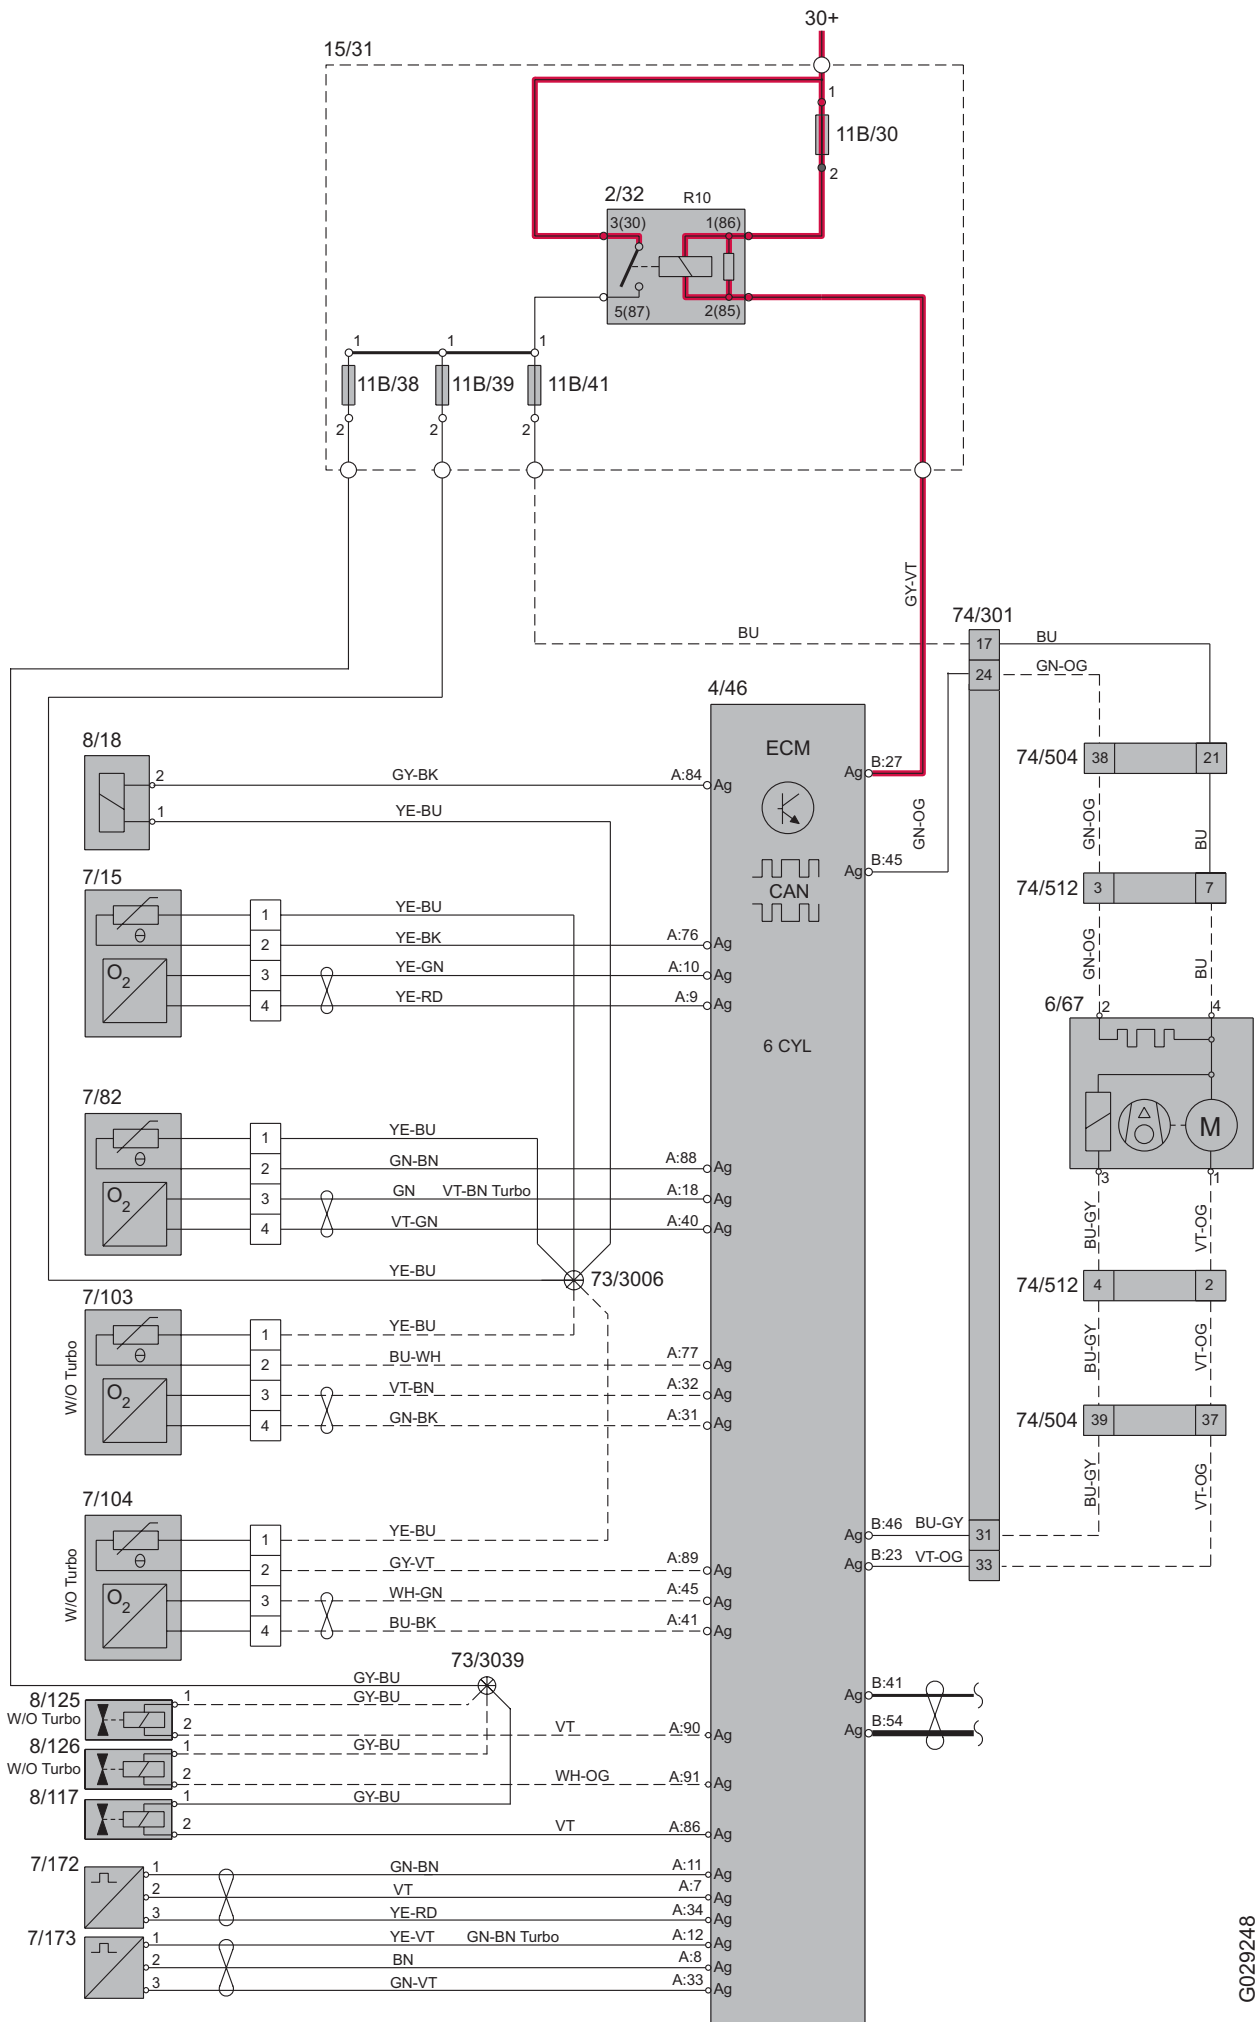 30+
15/31
1
11B/30
2
2/32
R10
3(30)
1(86)
5(87)
2(85)
1
1
1
11B/38
11B/39
11B/41
2
2
2
GY-VT
74/301
BU
17
BU
24
GN-OG
4/46
8/18
ECM
74/504
38
21
2
GY-BK
A:84
Ag
Ag
B:27
1
YE-BU
GN-OG
GN-OG
BU
B:45
Ag
7/15
CAN
74/512
3
7
1
YE-BU
θ
2
YE-BK
A:76
Ag
O2
3
YE-GN
A:10
Ag
GN-OG
BU
4
YE-RD
A:9
Ag
6/67
2
4
6 CYL
7/82
M
1
YE-BU
θ
2
GN-BN
A:88
Ag
3
1
O2
3
GN
VT-BN Turbo
A:18
Ag
4
VT-GN
A:40
Ag
BU-GY
VT-OG
YE-BU
73/3006
74/512
4
2
7/103
W/O Turbo
1
YE-BU
θ
2
BU-WH
A:77
Ag
BU-GY
VT-OG
O2
3
VT-BN
A:32
Ag
4
GN-BK
A:31
Ag
74/504
39
37
7/104
W/O Turbo
BU-GY
VT-OG
1
YE-BU
Ag
B:46
BU-GY
31
θ
2
GY-VT
A:89
Ag
Ag
B:23
VT-OG
33
O2
3
WH-GN
A:45
Ag
4
BU-BK
A:41
Ag
73/3039
GY-BU
8/125
W/O Turbo
1
GY-BU
Ag
B:41
2
VT
A:90
Ag
Ag
B:54
8/126
W/O Turbo
1
GY-BU
2
WH-OG
A:91
Ag
8/117
1
GY-BU
2
VT
A:86
Ag
7/172
1
GN-BN
A:11
Ag
2
VT
A:7
Ag
3
YE-RD
A:34
Ag
7/173
1
YE-VT
GN-BN Turbo
A:12
Ag
2
BN
A:8
Ag
3
GN-VT
A:33
Ag
G029248